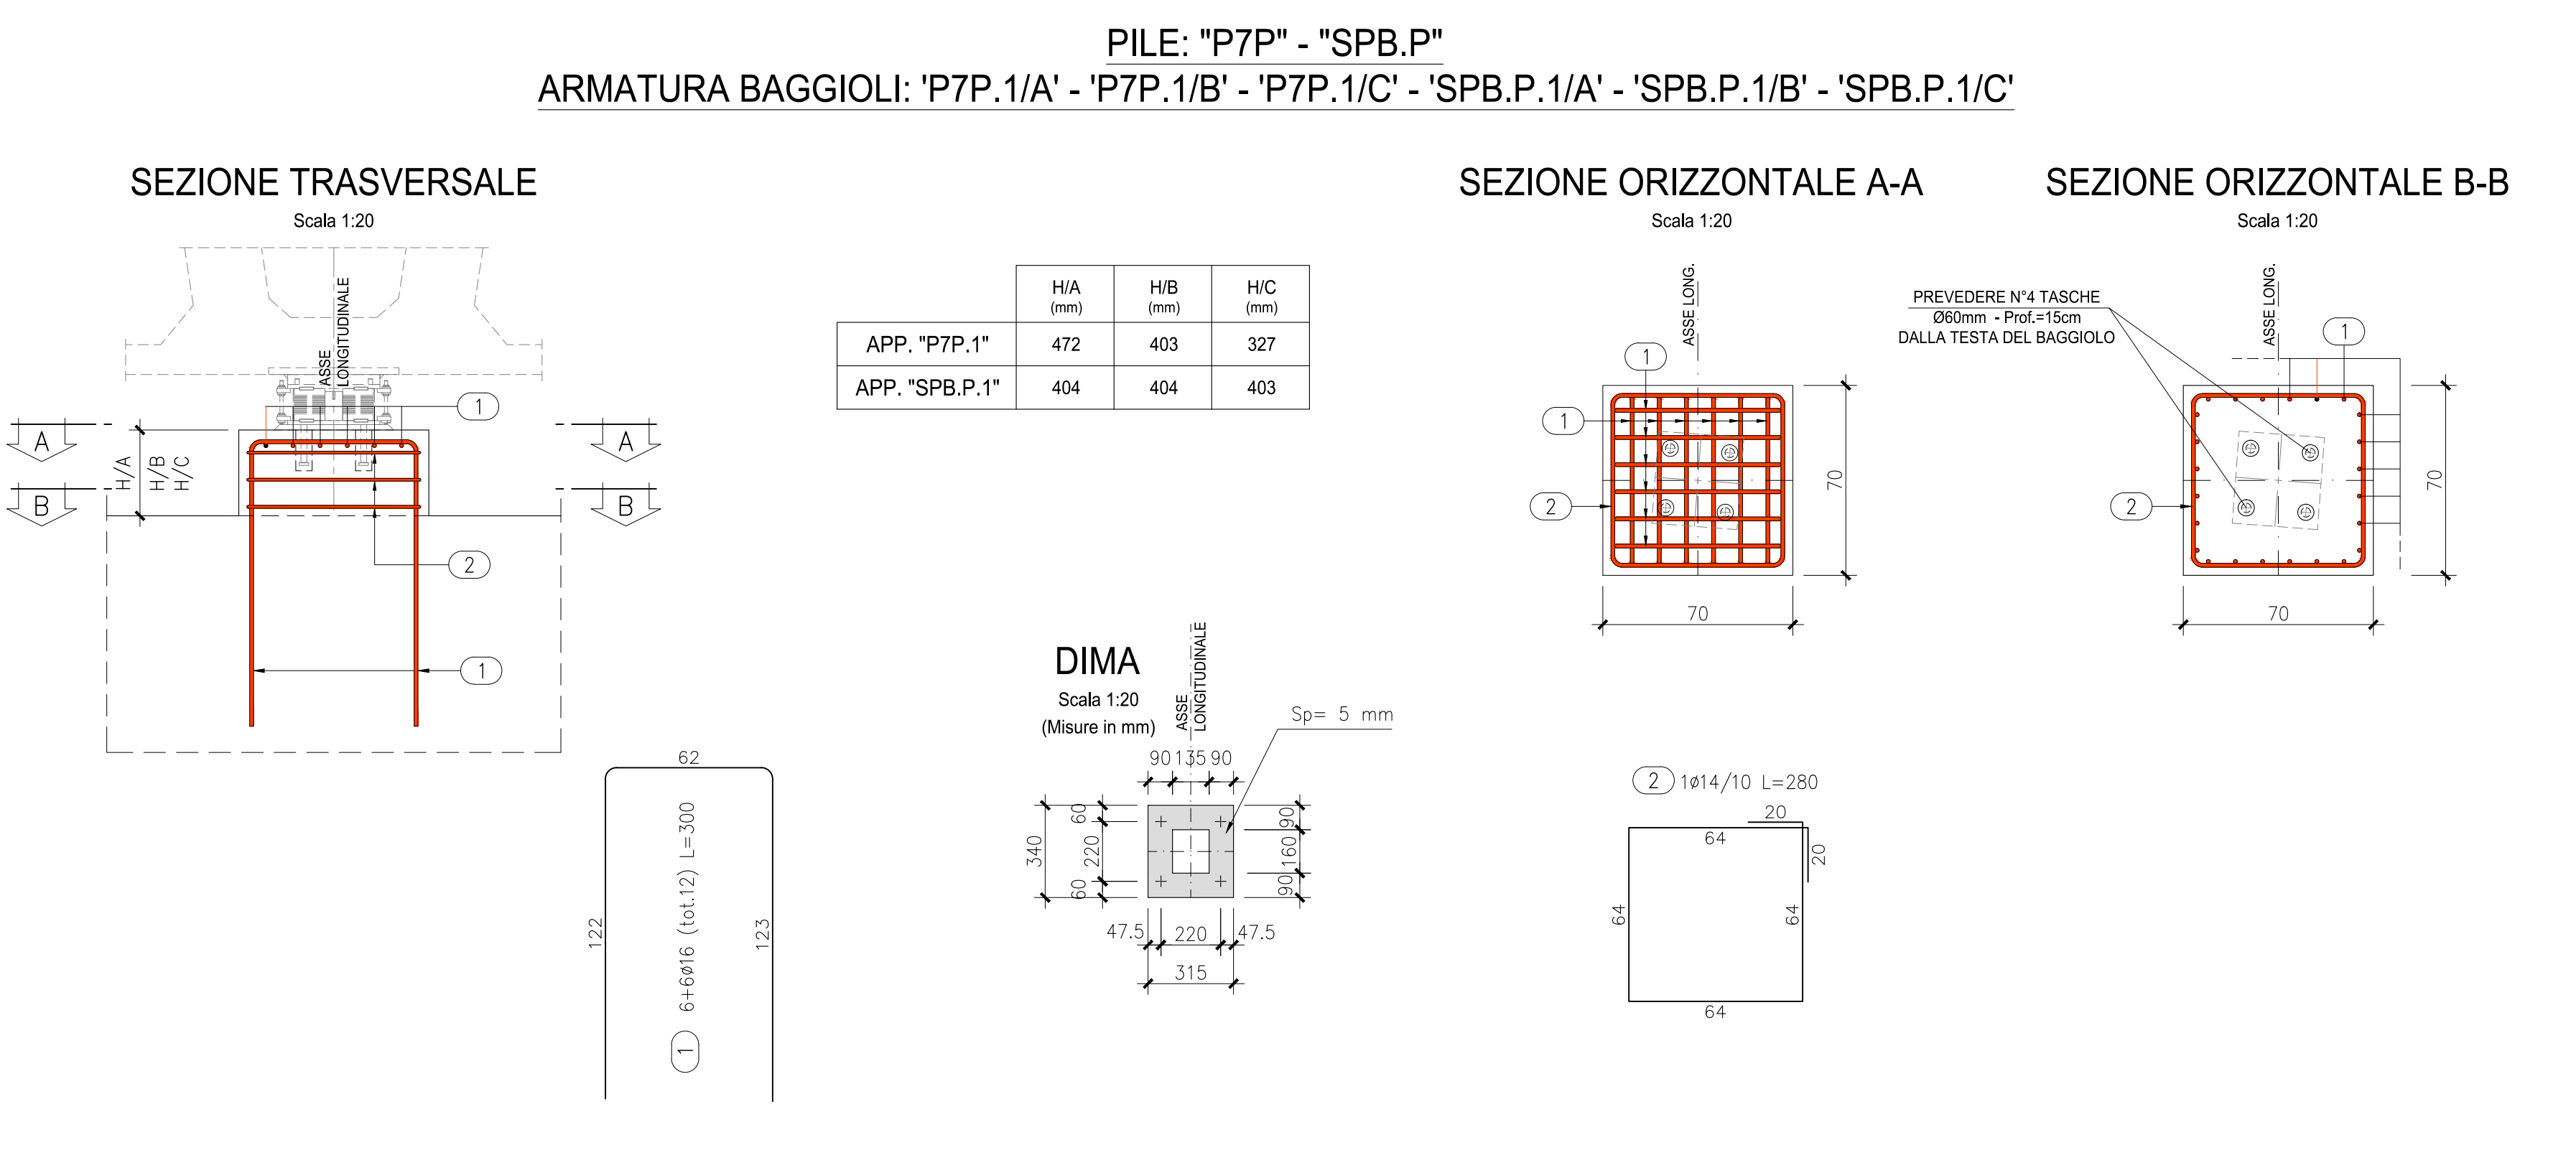 PILE: "P7P" - "SPB.P"
ARMATURA BAGGIOLI: 'P7P.1/A' - 'P7P.1/B' - 'P7P.1/C' - 'SPB.P.1/A' - 'SPB.P.1/B' - 'SPB.P.1/C'
SEZIONE TRASVERSALE
Scala 1:20
ASSE
LONGITUDINALE
1
A
A
H/A
H/B
H/C
B
B
2
1
H/A H/B H/C
(mm) (mm) (mm)
APP. "P7P.1" 472 403 327
APP. "SPB.P.1" 404 404 403
SEZIONE ORIZZONTALE A-A
Scala 1:20
ASSE LONG.
1
1
2
70
70
SEZIONE ORIZZONTALE B-B
Scala 1:20
ASSE LONG.
PREVEDERE N°4 TASCHE
Ø60mm - Prof.=15cm
DALLA TESTA DEL BAGGIOLO
1
2
70
70
62
122
1 6+6ø16 (tot.12) L=300
123
DIMA
Scala 1:20
(Misure in mm)
ASSE
LONGITUDINALE
Sp= 5 mm
90 135 90
340
60
220
60
90
160
90
47.5 220 47.5
315
2 1ø14/10 L=280
20
64
20
64
64
64